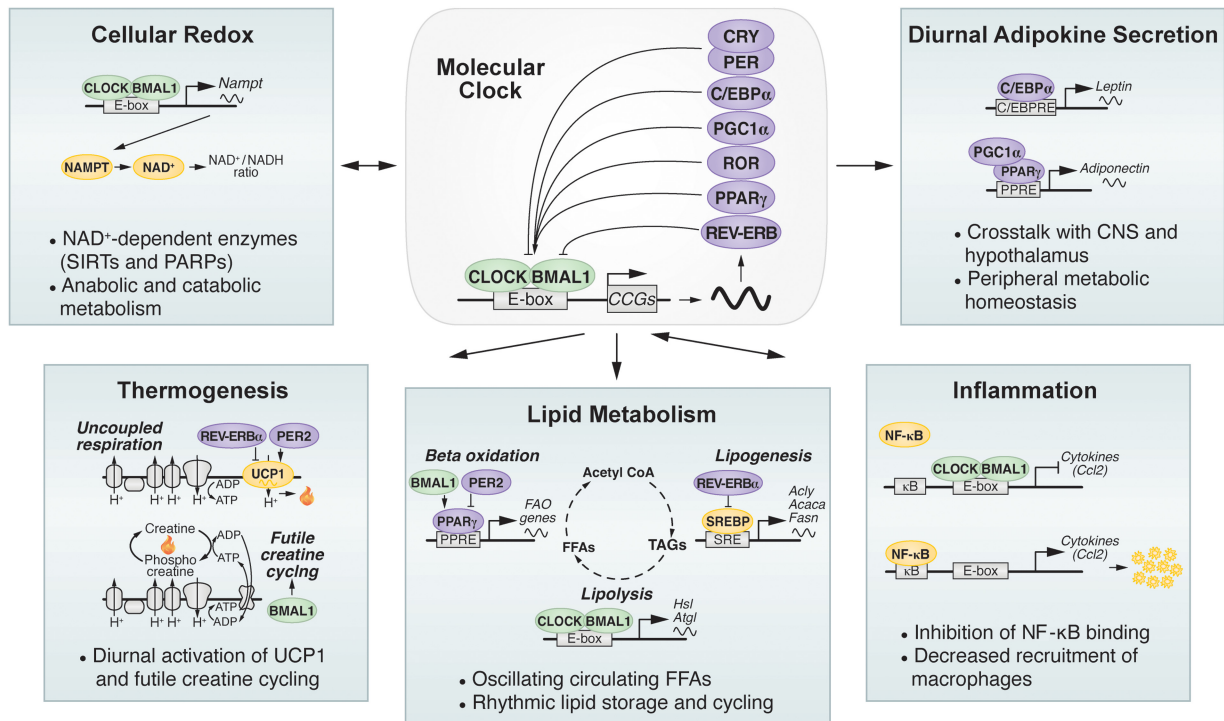 Cellular Redox
CLOCK BMAL1
E-box
Nampt
NAMPT
NAD⁺
NAD⁺/NADH
ratio
• NAD⁺-dependent enzymes
(SIRTs and PARPs)
• Anabolic and catabolic
metabolism
Molecular
Clock
CRY
PER
C/EBPα
PGC1α
ROR
PPARγ
REV-ERB
CLOCK BMAL1
E-box
CCGs
Diurnal Adipokine Secretion
C/EBPα
C/EBPRE
Leptin
PGC1α
PPARγ
PPRE
Adiponectin
• Crosstalk with CNS and
hypothalamus
• Peripheral metabolic
homeostasis
Thermogenesis
Uncoupled
respiration
REV-ERBα
PER2
UCP1
H⁺
H⁺
H⁺
H⁺
ADP
ATP
H⁺
Creatine
Phospho
creatine
ADP
ATP
Futile
creatine
cyclng
H⁺
H⁺
H⁺
H⁺
ATP
ADP
BMAL1
• Diurnal activation of UCP1
and futile creatine cycling
Lipid Metabolism
Beta oxidation
BMAL1
PER2
PPARγ
PPRE
FAO
genes
Acetyl CoA
FFAs
TAGs
Lipogenesis
REV-ERBα
SREBP
SRE
Acly
Acaca
Fasn
Lipolysis
CLOCK BMAL1
E-box
Hsl
Atgl
• Oscillating circulating FFAs
• Rhythmic lipid storage and cycling
Inflammation
NF-κB
CLOCK BMAL1
κB
E-box
Cytokines
(Ccl2)
NF-κB
κB
E-box
Cytokines
(Ccl2)
• Inhibition of NF-κB binding
• Decreased recruitment of
macrophages